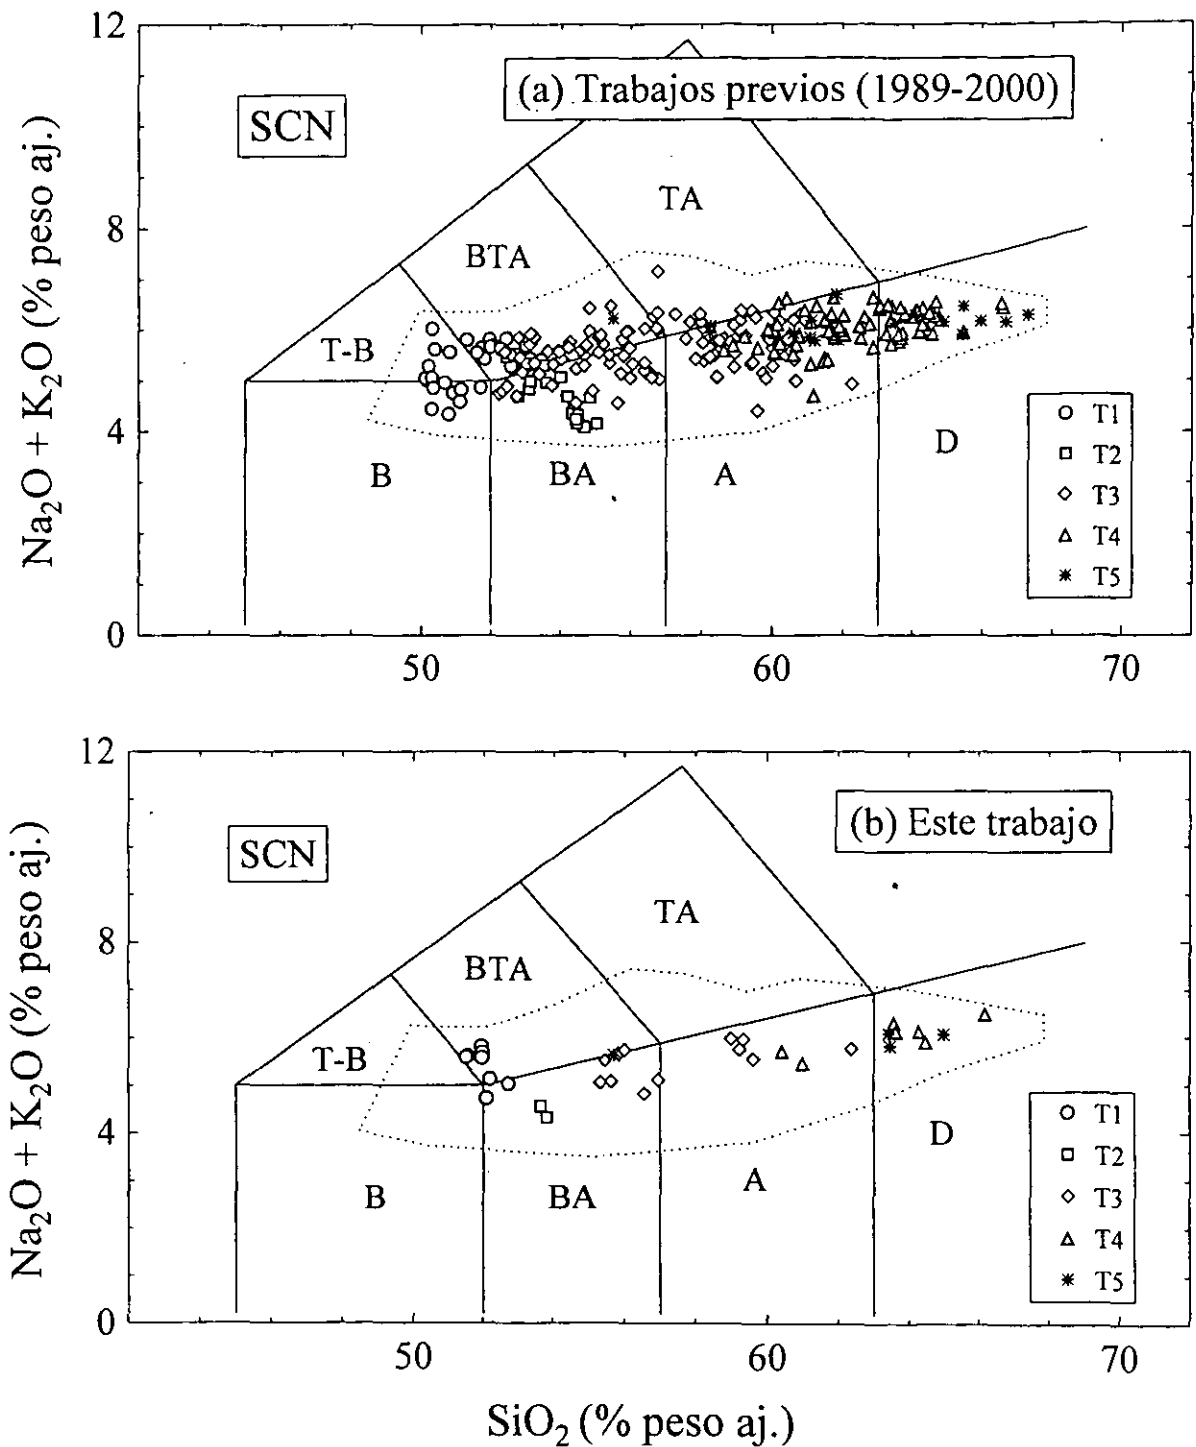 12
(a) Trabajos previos (1989-2000)
SCN
TA
8
BTA
T-B
4
B
BA
A
D
T1
T2
T3
T4
T5
0
50
60
70
Na₂O + K₂O (% peso aj.)
12
(b) Este trabajo
SCN
TA
8
BTA
T-B
4
B
BA
A
D
T1
T2
T3
T4
T5
0
50
60
70
Na₂O + K₂O (% peso aj.)
SiO₂ (% peso aj.)